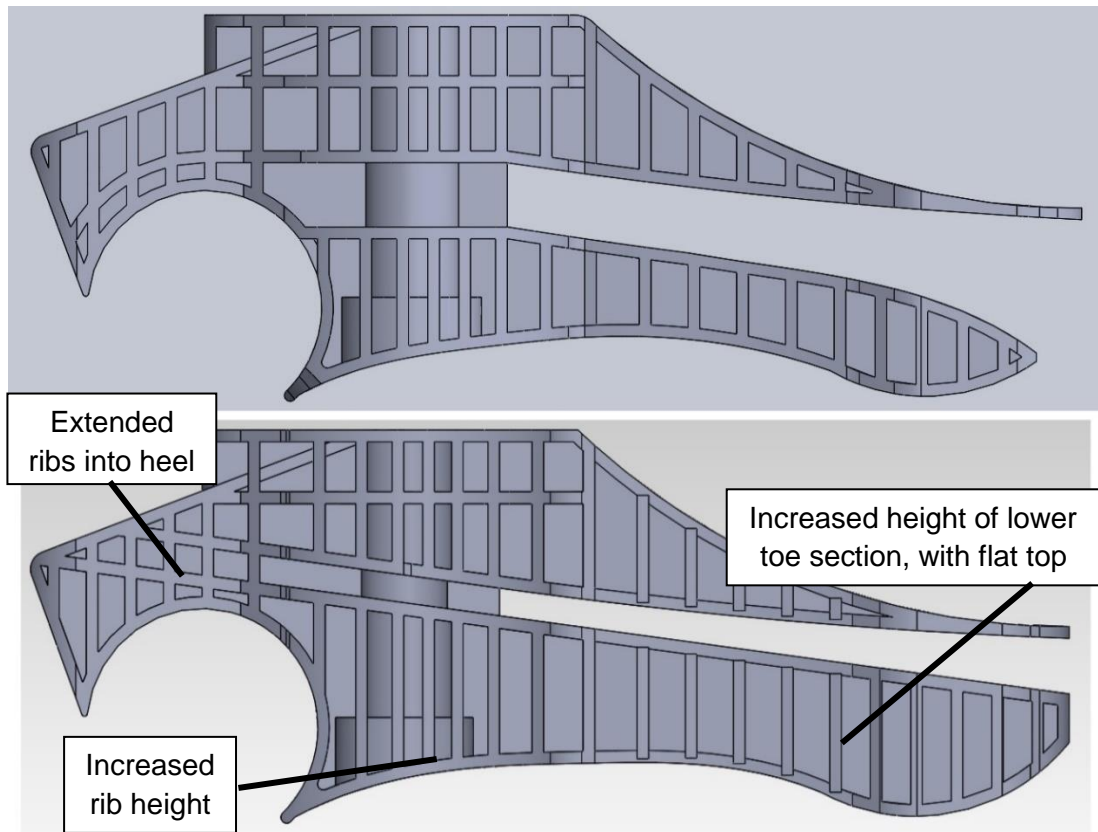 Extended
ribs into heel
Increased height of lower
toe section, with flat top
Increased
rib height